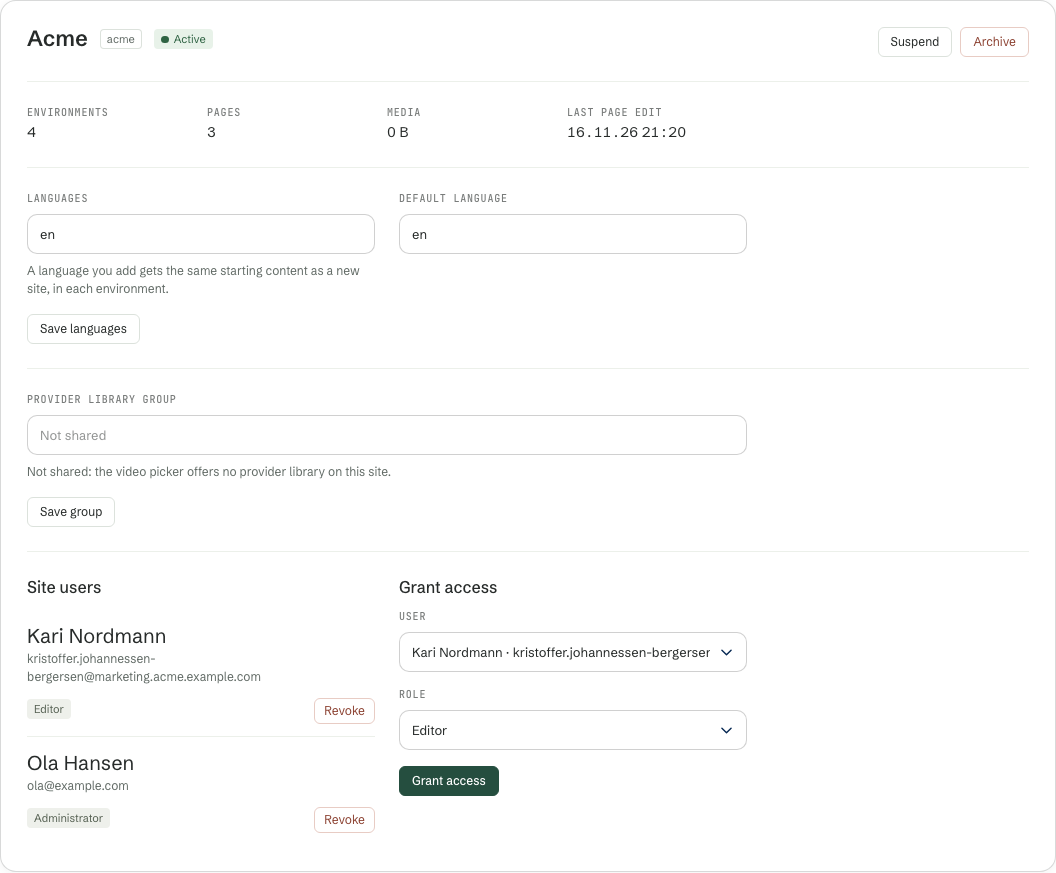 Acme
acme
Active
Suspend
Archive
ENVIRONMENTS
4
PAGES
3
MEDIA
0 B
LAST PAGE EDIT
16.11.26 21:20
LANGUAGES
en
A language you add gets the same starting content as a new
site, in each environment.
Save languages
DEFAULT LANGUAGE
en
PROVIDER LIBRARY GROUP
Not shared
Not shared: the video picker offers no provider library on this site.
Save group
Site users
Kari Nordmann
kristoffer.johannessen-
bergersen@marketing.acme.example.com
Editor
Revoke
Ola Hansen
ola@example.com
Administrator
Revoke
Grant access
USER
Kari Nordmann · kristoffer.johannessen-bergerser
ROLE
Editor
Grant access